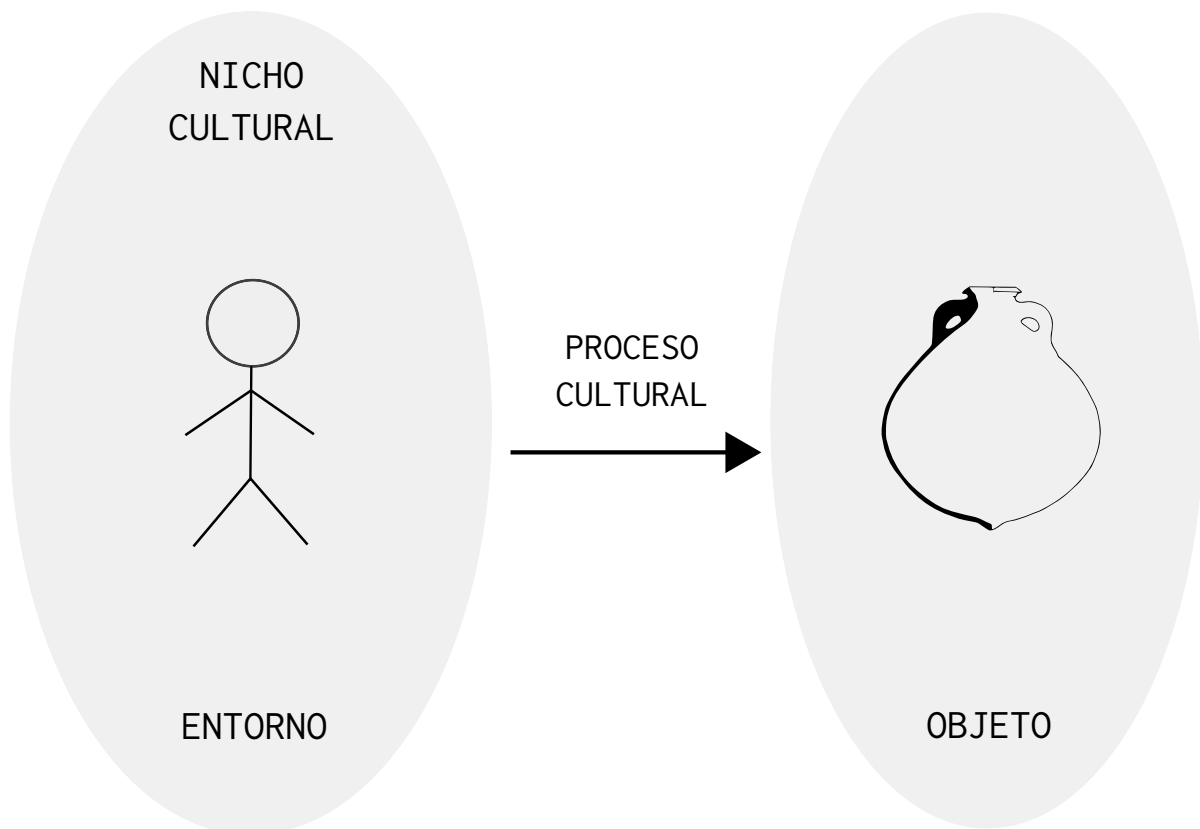 NICHO
CULTURAL
PROCESO
CULTURAL
ENTORNO
OBJETO